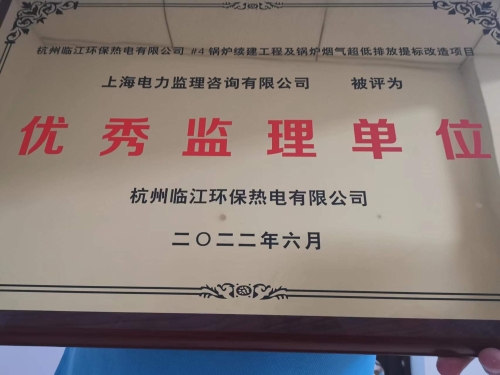 杭州临江环保热电有限公司 #4 锅炉续建工程及锅炉烟气超低排放提标改造项目
上海电力监理咨询有限公司 被评为
优秀监理单位
杭州临江环保热电有限公司
二〇二二年六月